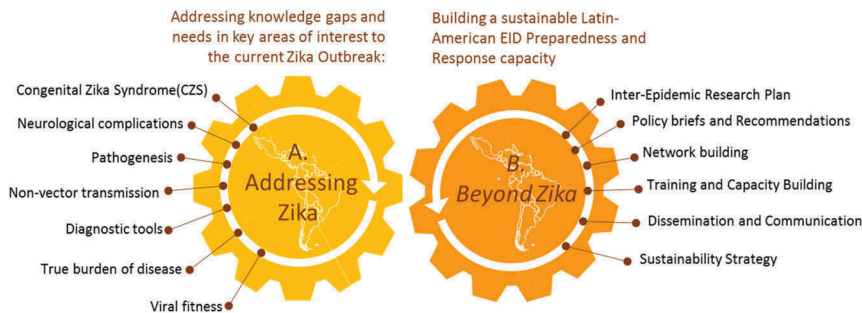 Addressing knowledge gaps and
needs in key areas of interest to
the current Zika Outbreak:
Congenital Zika Syndrome(CZS)
Neurological complications
Pathogenesis
Non-vector transmission
Diagnostic tools
True burden of disease
Viral fitness
A.
Addressing
Zika
Building a sustainable Latin-
American EID Preparedness and
Response capacity
B.
Beyond Zika
Inter-Epidemic Research Plan
Policy briefs and Recommendations
Network building
Training and Capacity Building
Dissemination and Communication
Sustainability Strategy